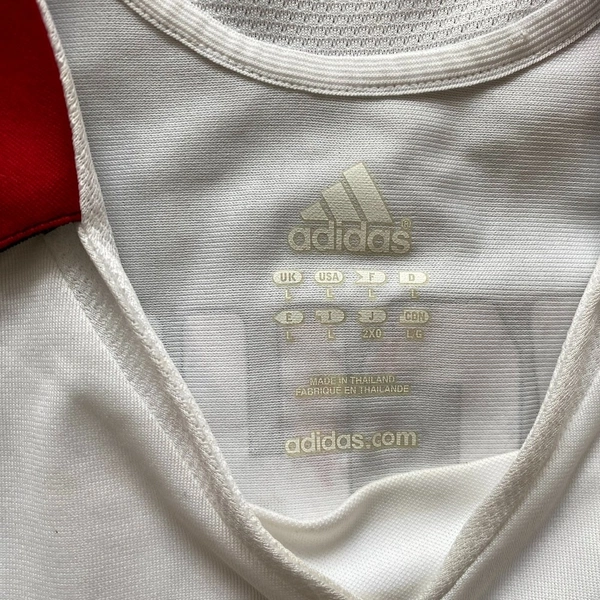 adidas®
UK USA F D
L L L L
E I J CDN
L L 2XO LG
MADE IN THAILAND
FABRIQUE EN THAILANDE
adidas.com